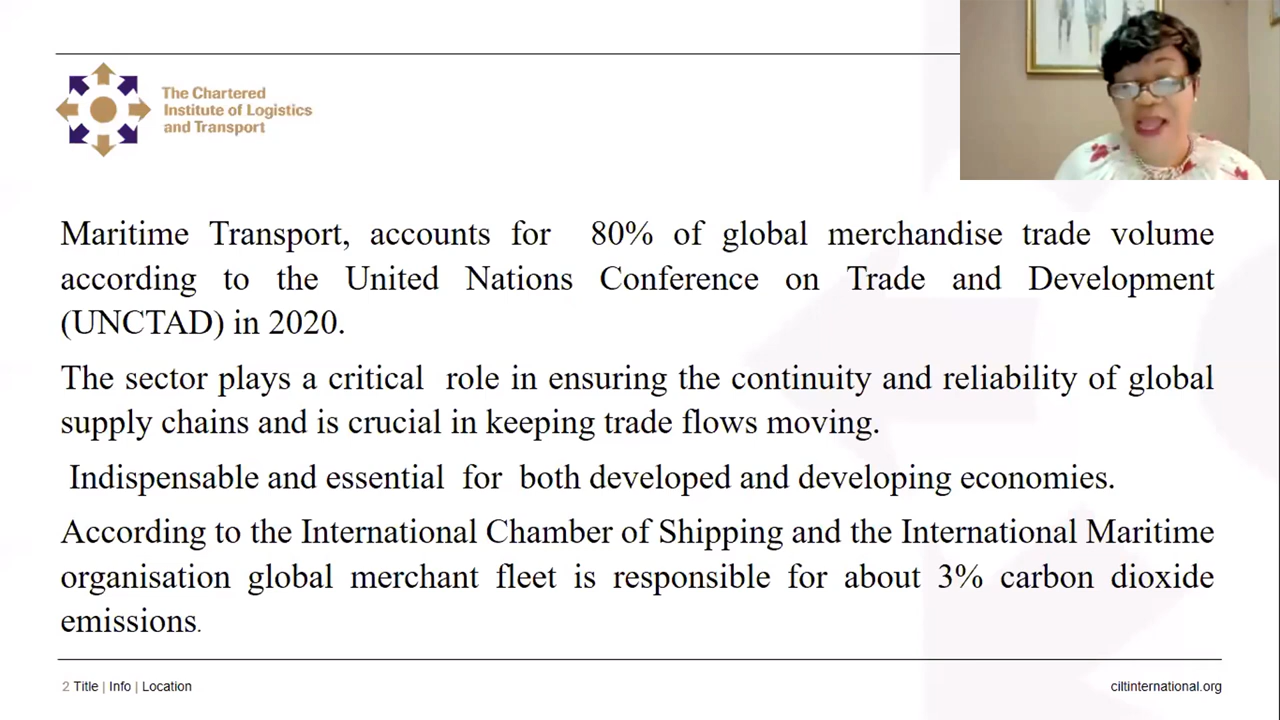 The Chartered
Institute of Logistics
and Transport
Maritime Transport, accounts for 80% of global merchandise trade volume
according to the United Nations Conference on Trade and Development
(UNCTAD) in 2020.
The sector plays a critical role in ensuring the continuity and reliability of global
supply chains and is crucial in keeping trade flows moving.
Indispensable and essential for both developed and developing economies.
According to the International Chamber of Shipping and the International Maritime
organisation global merchant fleet is responsible for about 3% carbon dioxide
emissions.
2 Title | Info | Location
ciltinternational.org